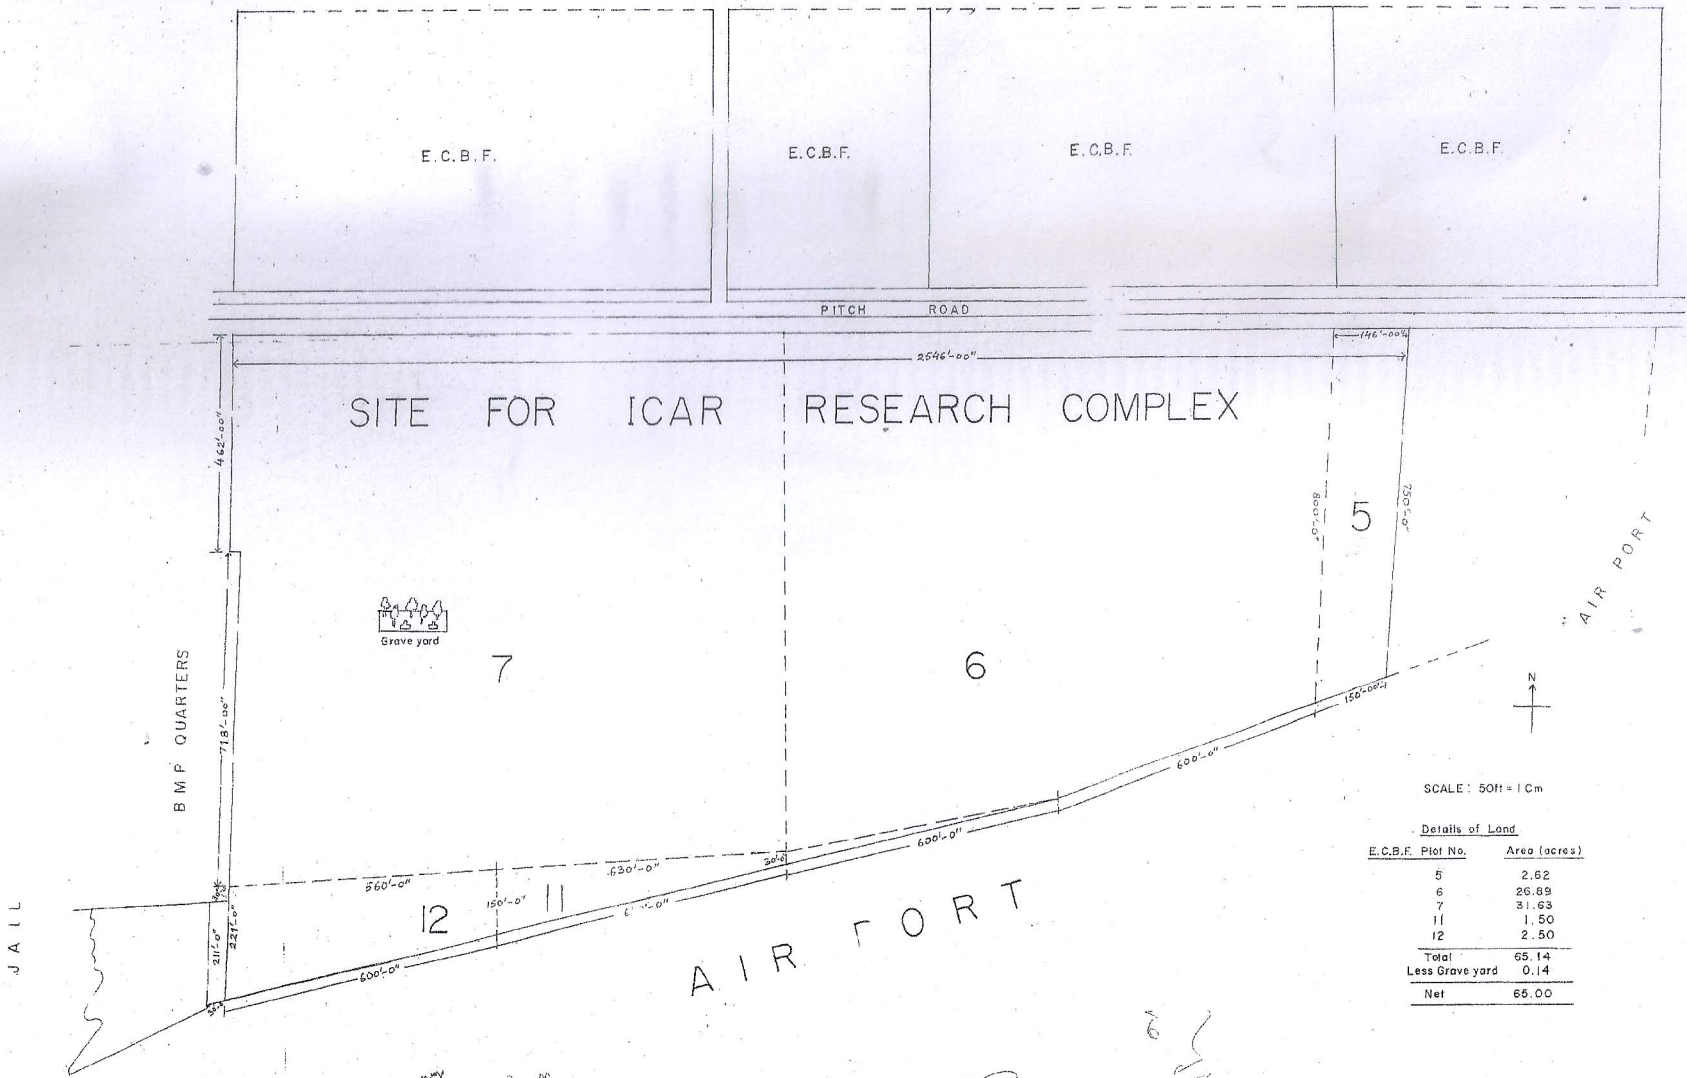 E.C.B.F.
E.C.B.F.
E.C.B.F.
E.C.B.F.
PITCH ROAD
146'-00"
2546'-00"
SITE FOR ICAR RESEARCH COMPLEX
462'-00"
800'-0"
5
750'-0"
AIR PORT
Grave yard
7
6
BMP QUARTERS
718'-00"
N
150'-00"
600'-0"
SCALE: 50ft = 1 Cm
Details of Land
E.C.B.F. Plot No. Area (acres)
5 2.62
6 26.89
7 31.63
11 1.50
12 2.50
Total 65.14
Less Grave yard 0.14
Net 65.00
600'-0"
30'-0"
630'-0"
560'-0"
150'-0"
11
12
221'-0"
211'-0"
600'-0"
AIR PORT
JAIL